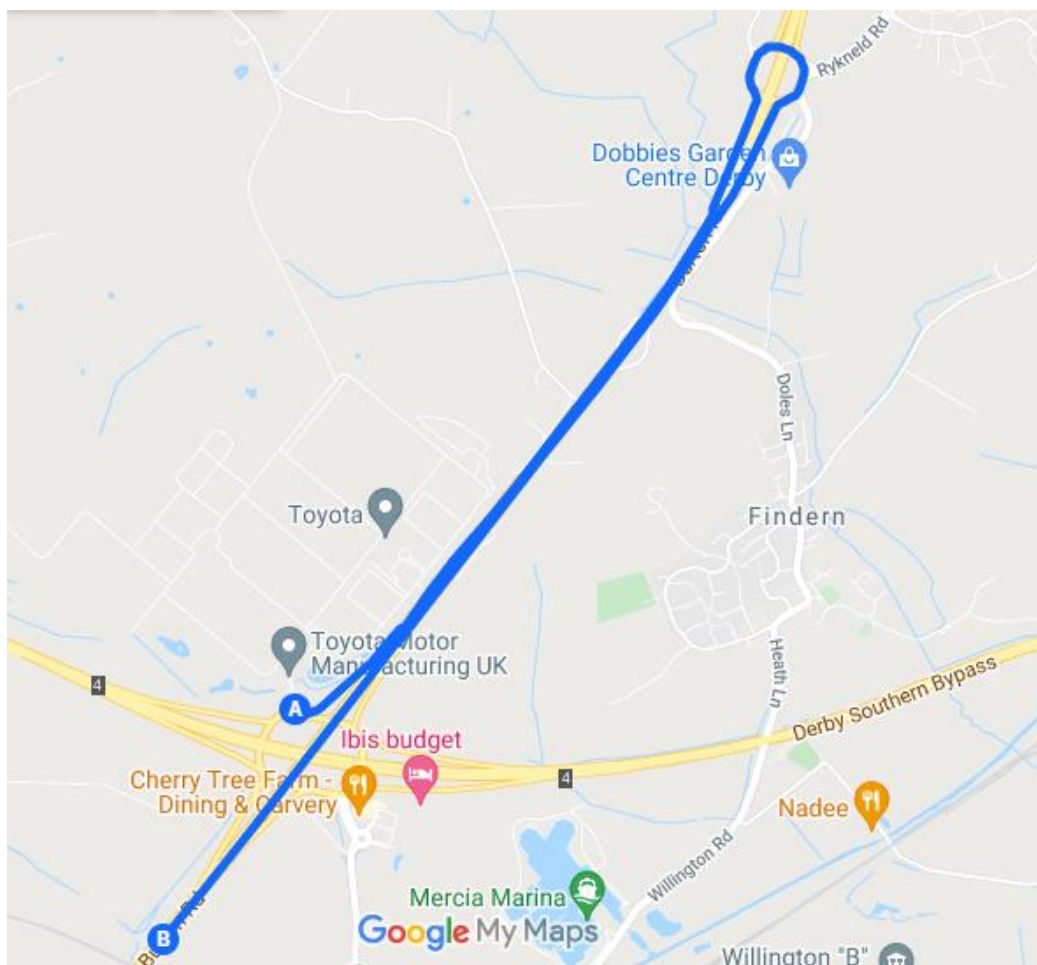 Ryknield Rd
Dobbies Garden
Centre Derby
Doles Ln
Toyota
Findern
Toyota Motor
Manufacturing UK
4
Heath Ln
Derby Southern Bypass
A
Ibis budget
4
Cherry Tree Farm -
Dining & Carvery
Nadee
Willington Rd
Mercia Marina
B
Google My Maps
Willington "B"